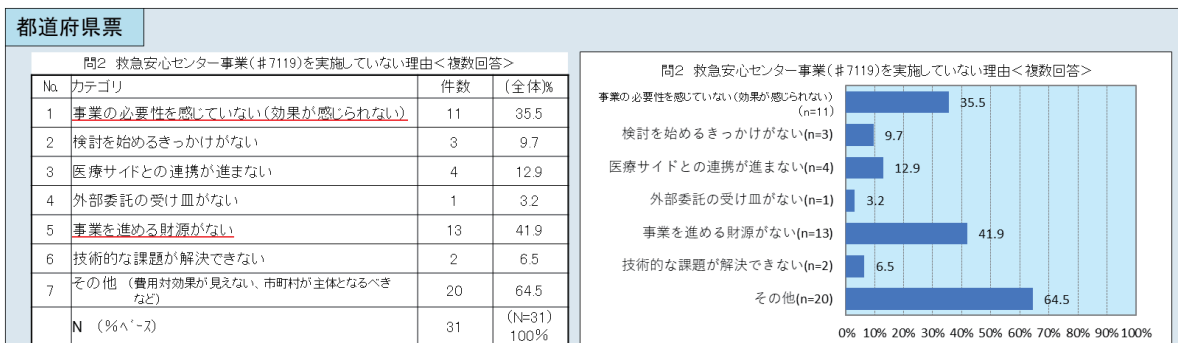 都道府県票
問2 救急安心センター事業(♯7119)を実施していない理由<複数回答>
No. カテゴリ 件数 (全体)%
1 事業の必要性を感じていない(効果が感じられない) 11 35.5
2 検討を始めるきっかけがない 3 9.7
3 医療サイドとの連携が進まない 4 12.9
4 外部委託の受け皿がない 1 3.2
5 事業を進める財源がない 13 41.9
6 技術的な課題が解決できない 2 6.5
7 その他 (費用対効果が見えない、市町村が主体となるべき
など) 20 64.5
N (%ベース) 31 (N=31)
100%
問2 救急安心センター事業(♯7119)を実施していない理由<複数回答>
事業の必要性を感じていない(効果が感じられない)
(n=11) 35.5
検討を始めるきっかけがない(n=3) 9.7
医療サイドとの連携が進まない(n=4) 12.9
外部委託の受け皿がない(n=1) 3.2
事業を進める財源がない(n=13) 41.9
技術的な課題が解決できない(n=2) 6.5
その他(n=20) 64.5
0% 10% 20% 30% 40% 50% 60% 70% 80% 90% 100%